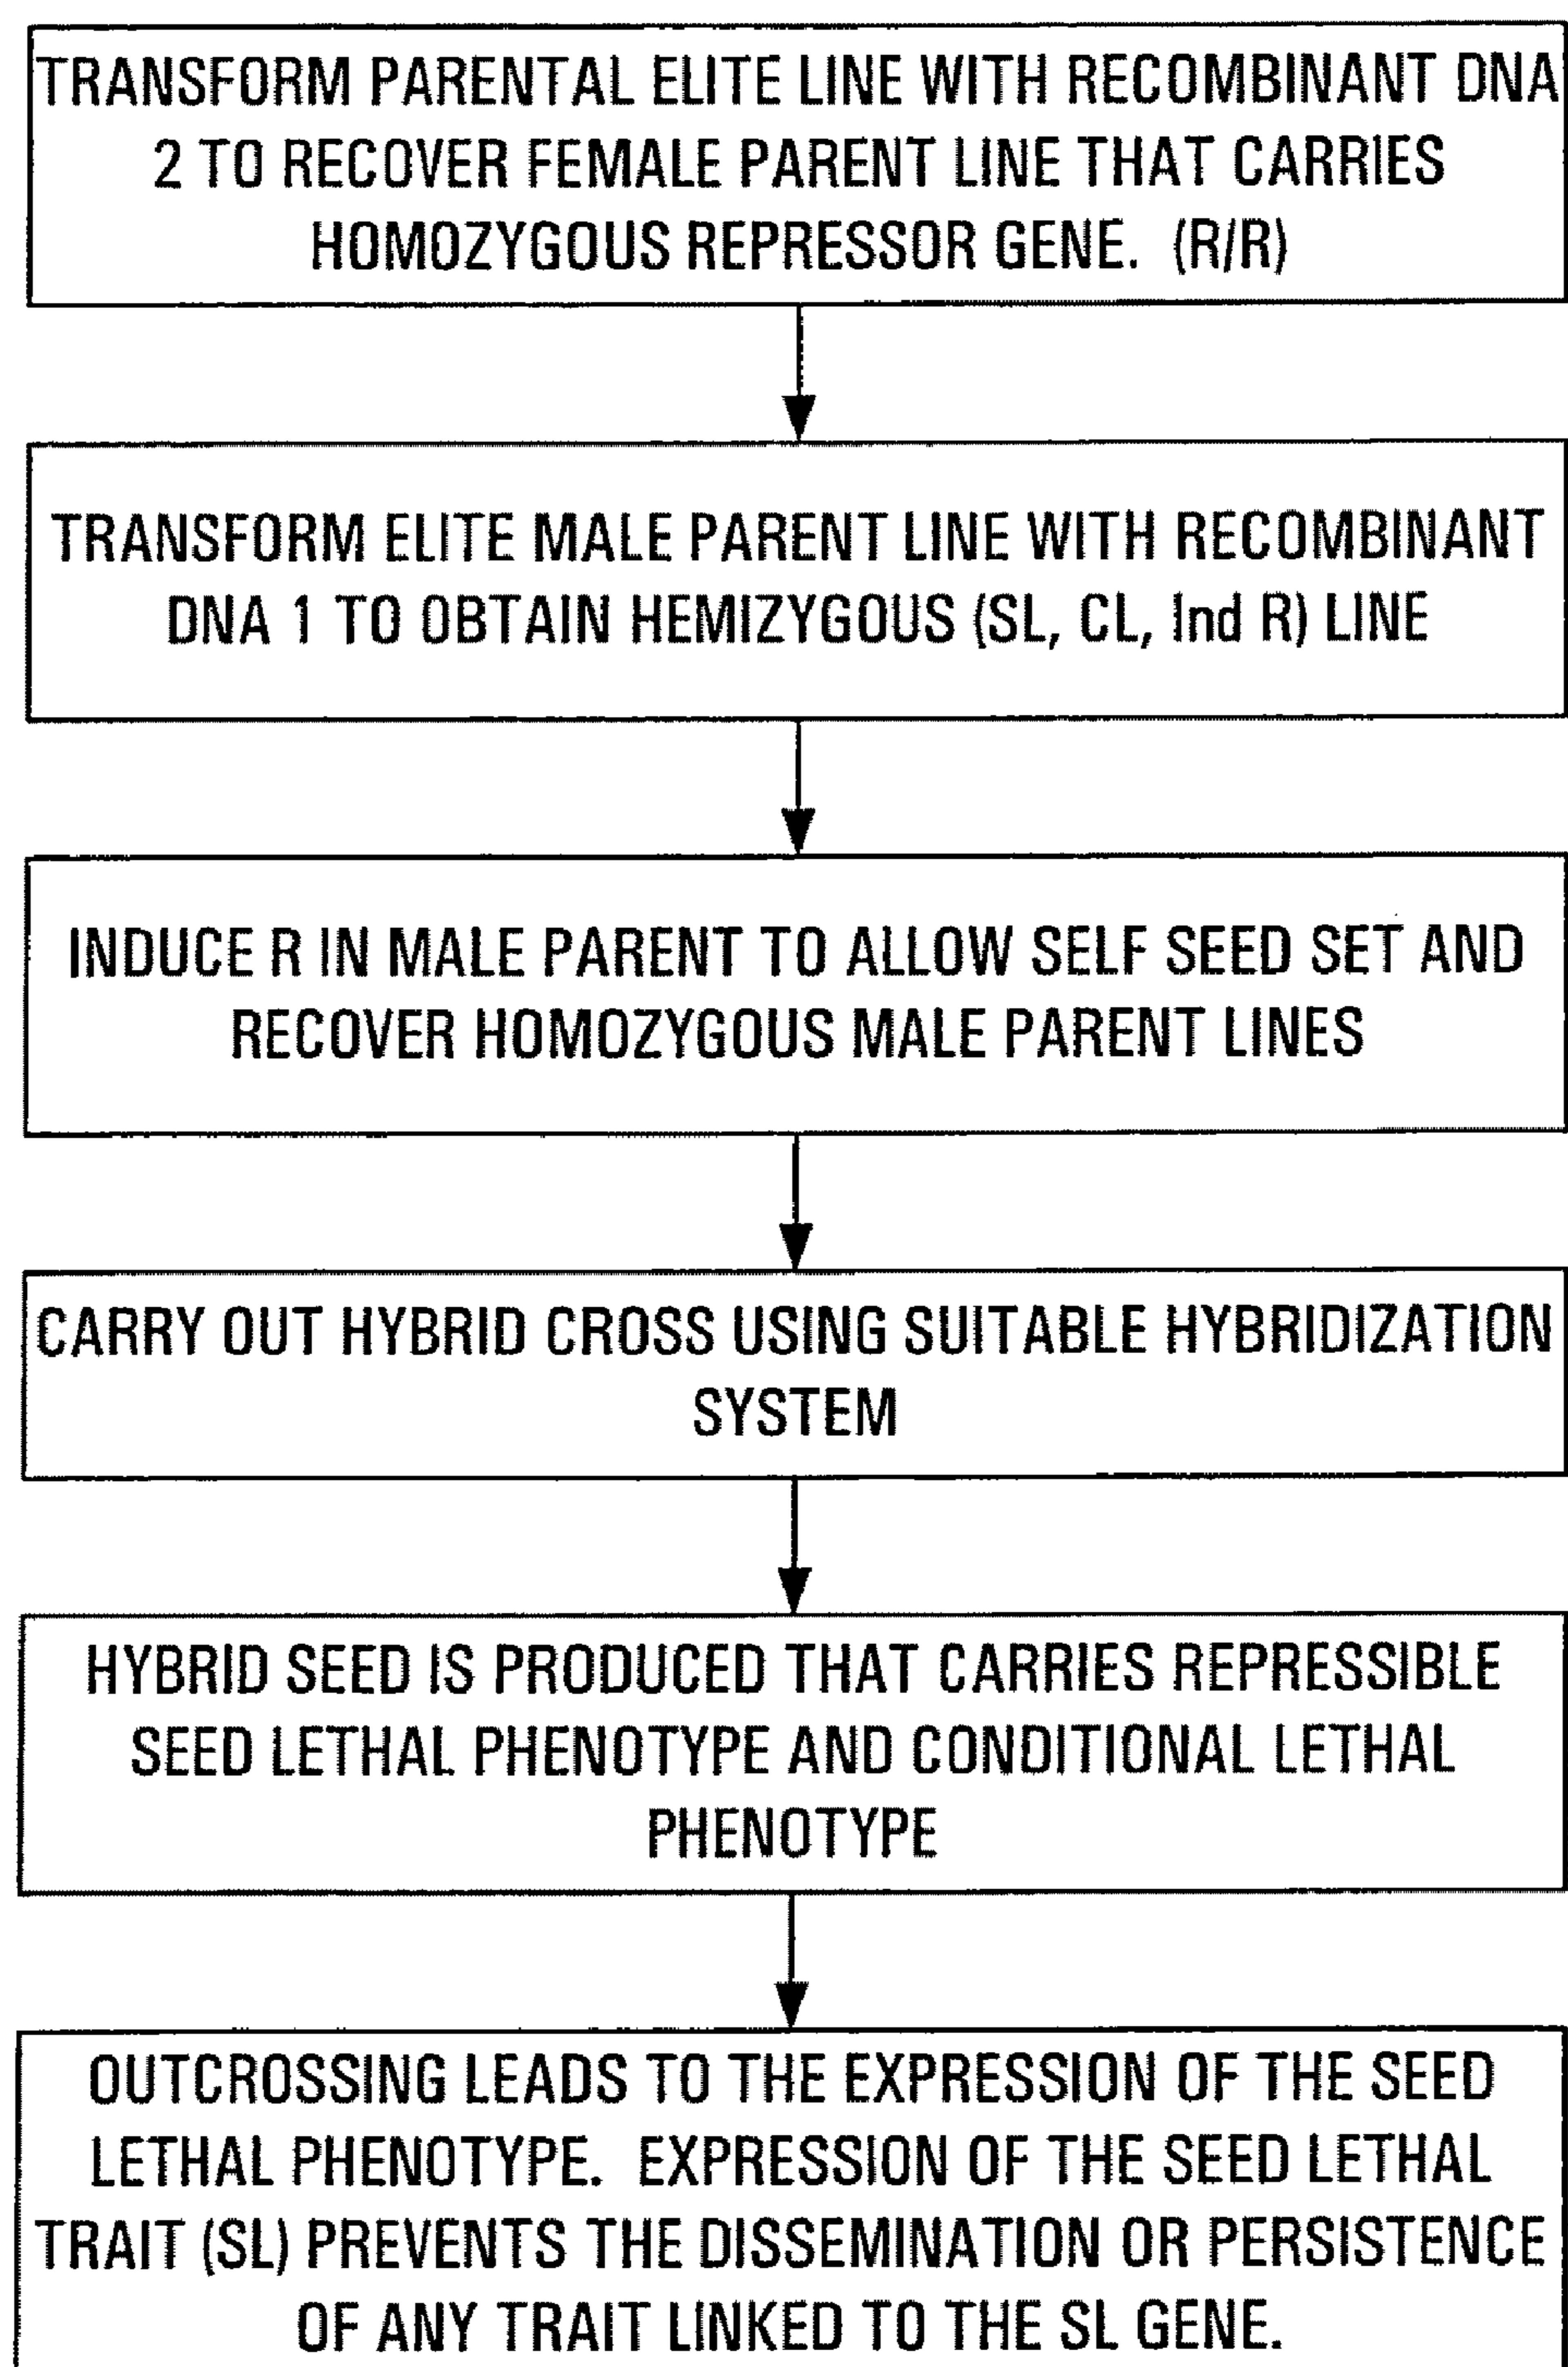 TRANSFORM PARENTAL ELITE LINE WITH RECOMBINANT DNA
2 TO RECOVER FEMALE PARENT LINE THAT CARRIES
HOMOZYGOUS REPRESSOR GENE. (R/R)
TRANSFORM ELITE MALE PARENT LINE WITH RECOMBINANT
DNA 1 TO OBTAIN HEMIZYGOUS (SL, CL, Ind R) LINE
INDUCE R IN MALE PARENT TO ALLOW SELF SEED SET AND
RECOVER HOMOZYGOUS MALE PARENT LINES
CARRY OUT HYBRID CROSS USING SUITABLE HYBRIDIZATION
SYSTEM
HYBRID SEED IS PRODUCED THAT CARRIES REPRESSIBLE
SEED LETHAL PHENOTYPE AND CONDITIONAL LETHAL
PHENOTYPE
OUTCROSSING LEADS TO THE EXPRESSION OF THE SEED
LETHAL PHENOTYPE. EXPRESSION OF THE SEED LETHAL
TRAIT (SL) PREVENTS THE DISSEMINATION OR PERSISTENCE
OF ANY TRAIT LINKED TO THE SL GENE.